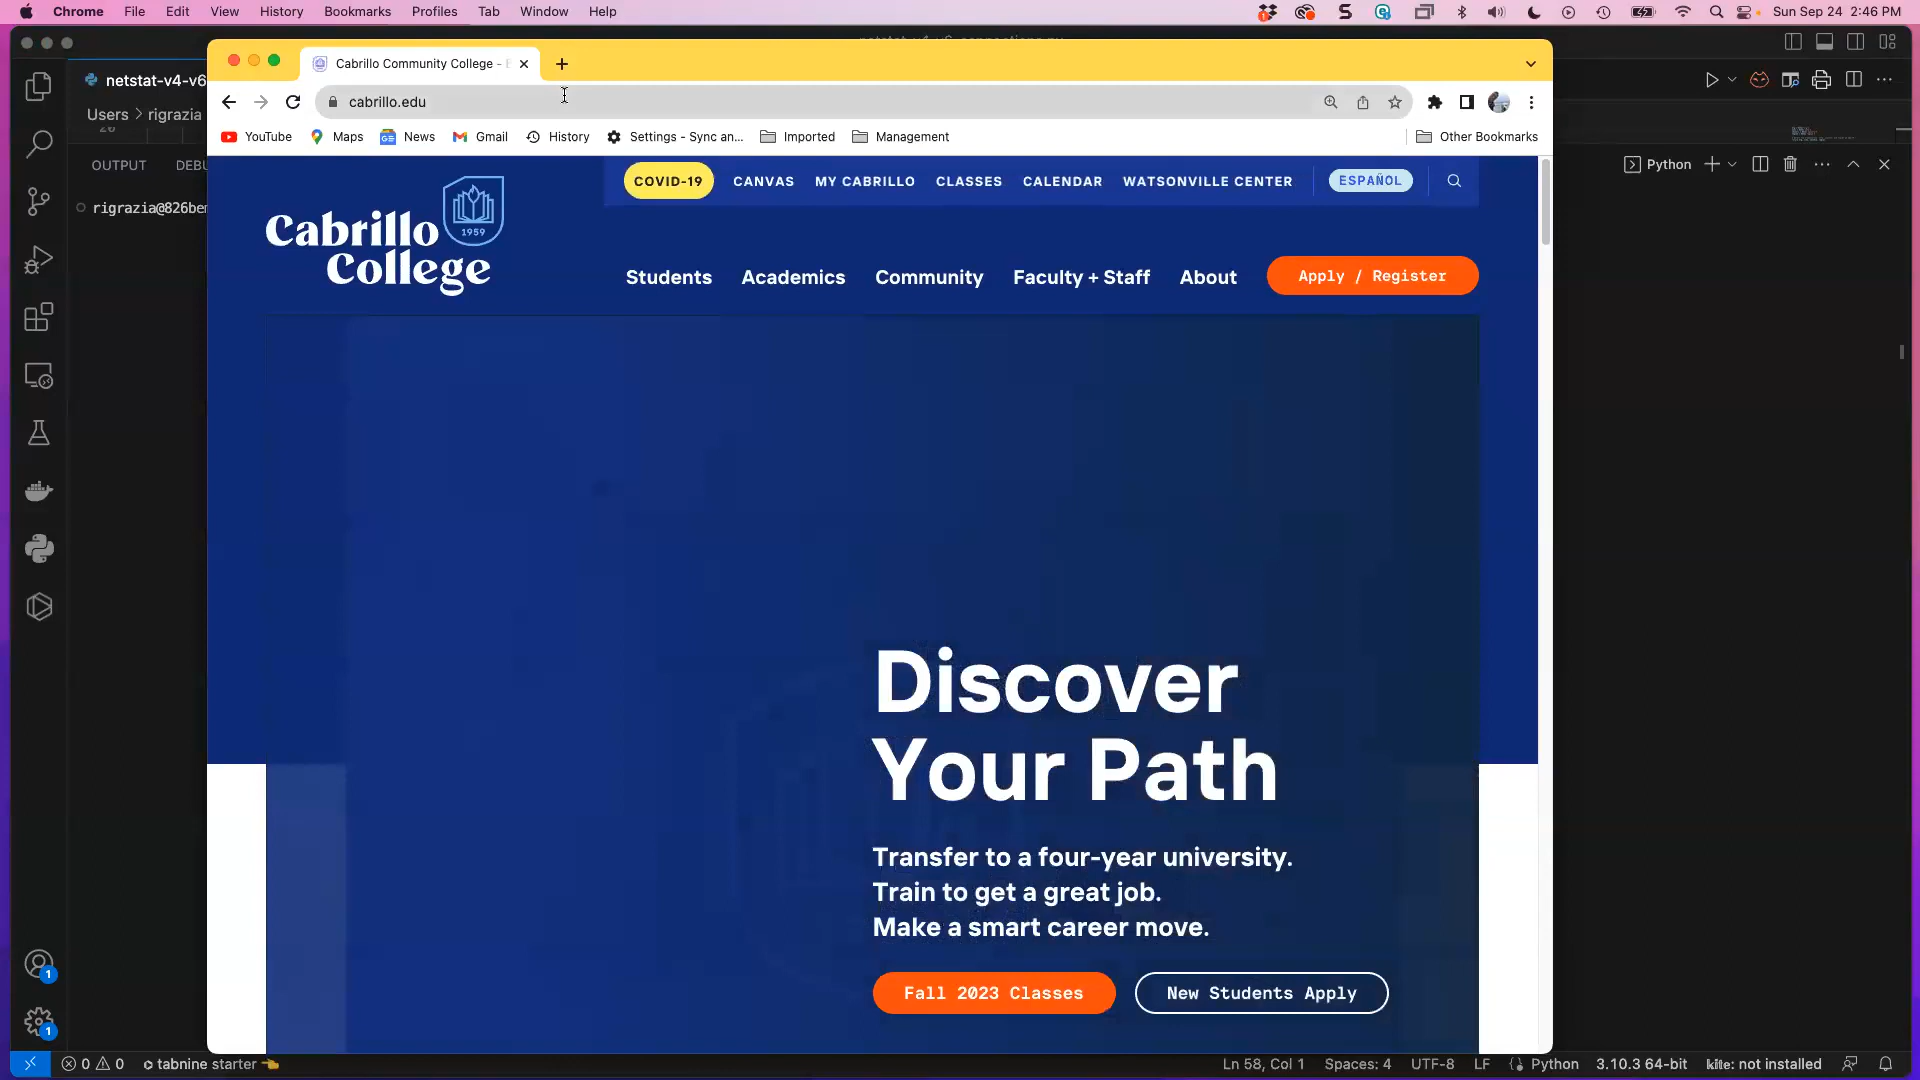 Chrome File Edit View History Bookmarks Profiles Tab Window Help
Sun Sep 24 2:46 PM
netstat-v4-v6
Cabrillo Community College -
cabrillo.edu
Users > rigrazia
YouTube Maps News Gmail History Settings - Sync an... Imported Management Other Bookmarks
OUTPUT DEBU
Python
rigrazia@826be
COVID-19 CANVAS MY CABRILLO CLASSES CALENDAR WATSONVILLE CENTER ESPAÑOL
Cabrillo
College
1959
Students Academics Community Faculty + Staff About Apply / Register
Discover
Your Path
Transfer to a four-year university.
Train to get a great job.
Make a smart career move.
Fall 2023 Classes New Students Apply
1
1
0 0 tabnine starter
Ln 58, Col 1 Spaces: 4 UTF-8 LF Python 3.10.3 64-bit kite: not installed